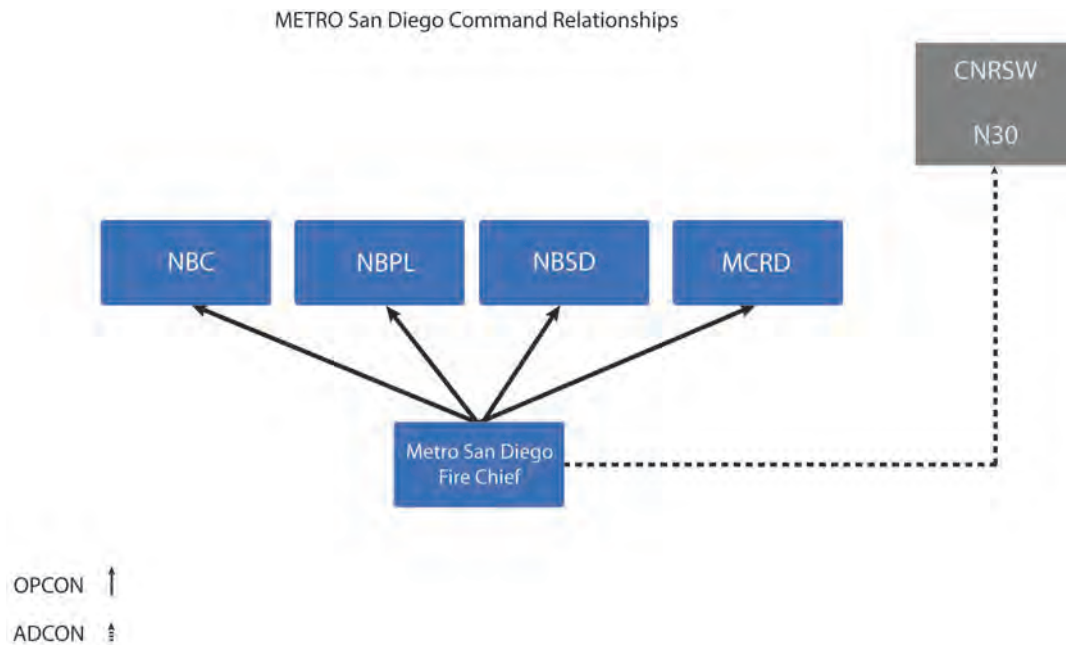 METRO San Diego Command Relationships
CNRSW
N30
NBC
NBPL
NBSD
MCRD
Metro San Diego
Fire Chief
OPCON
ADCON